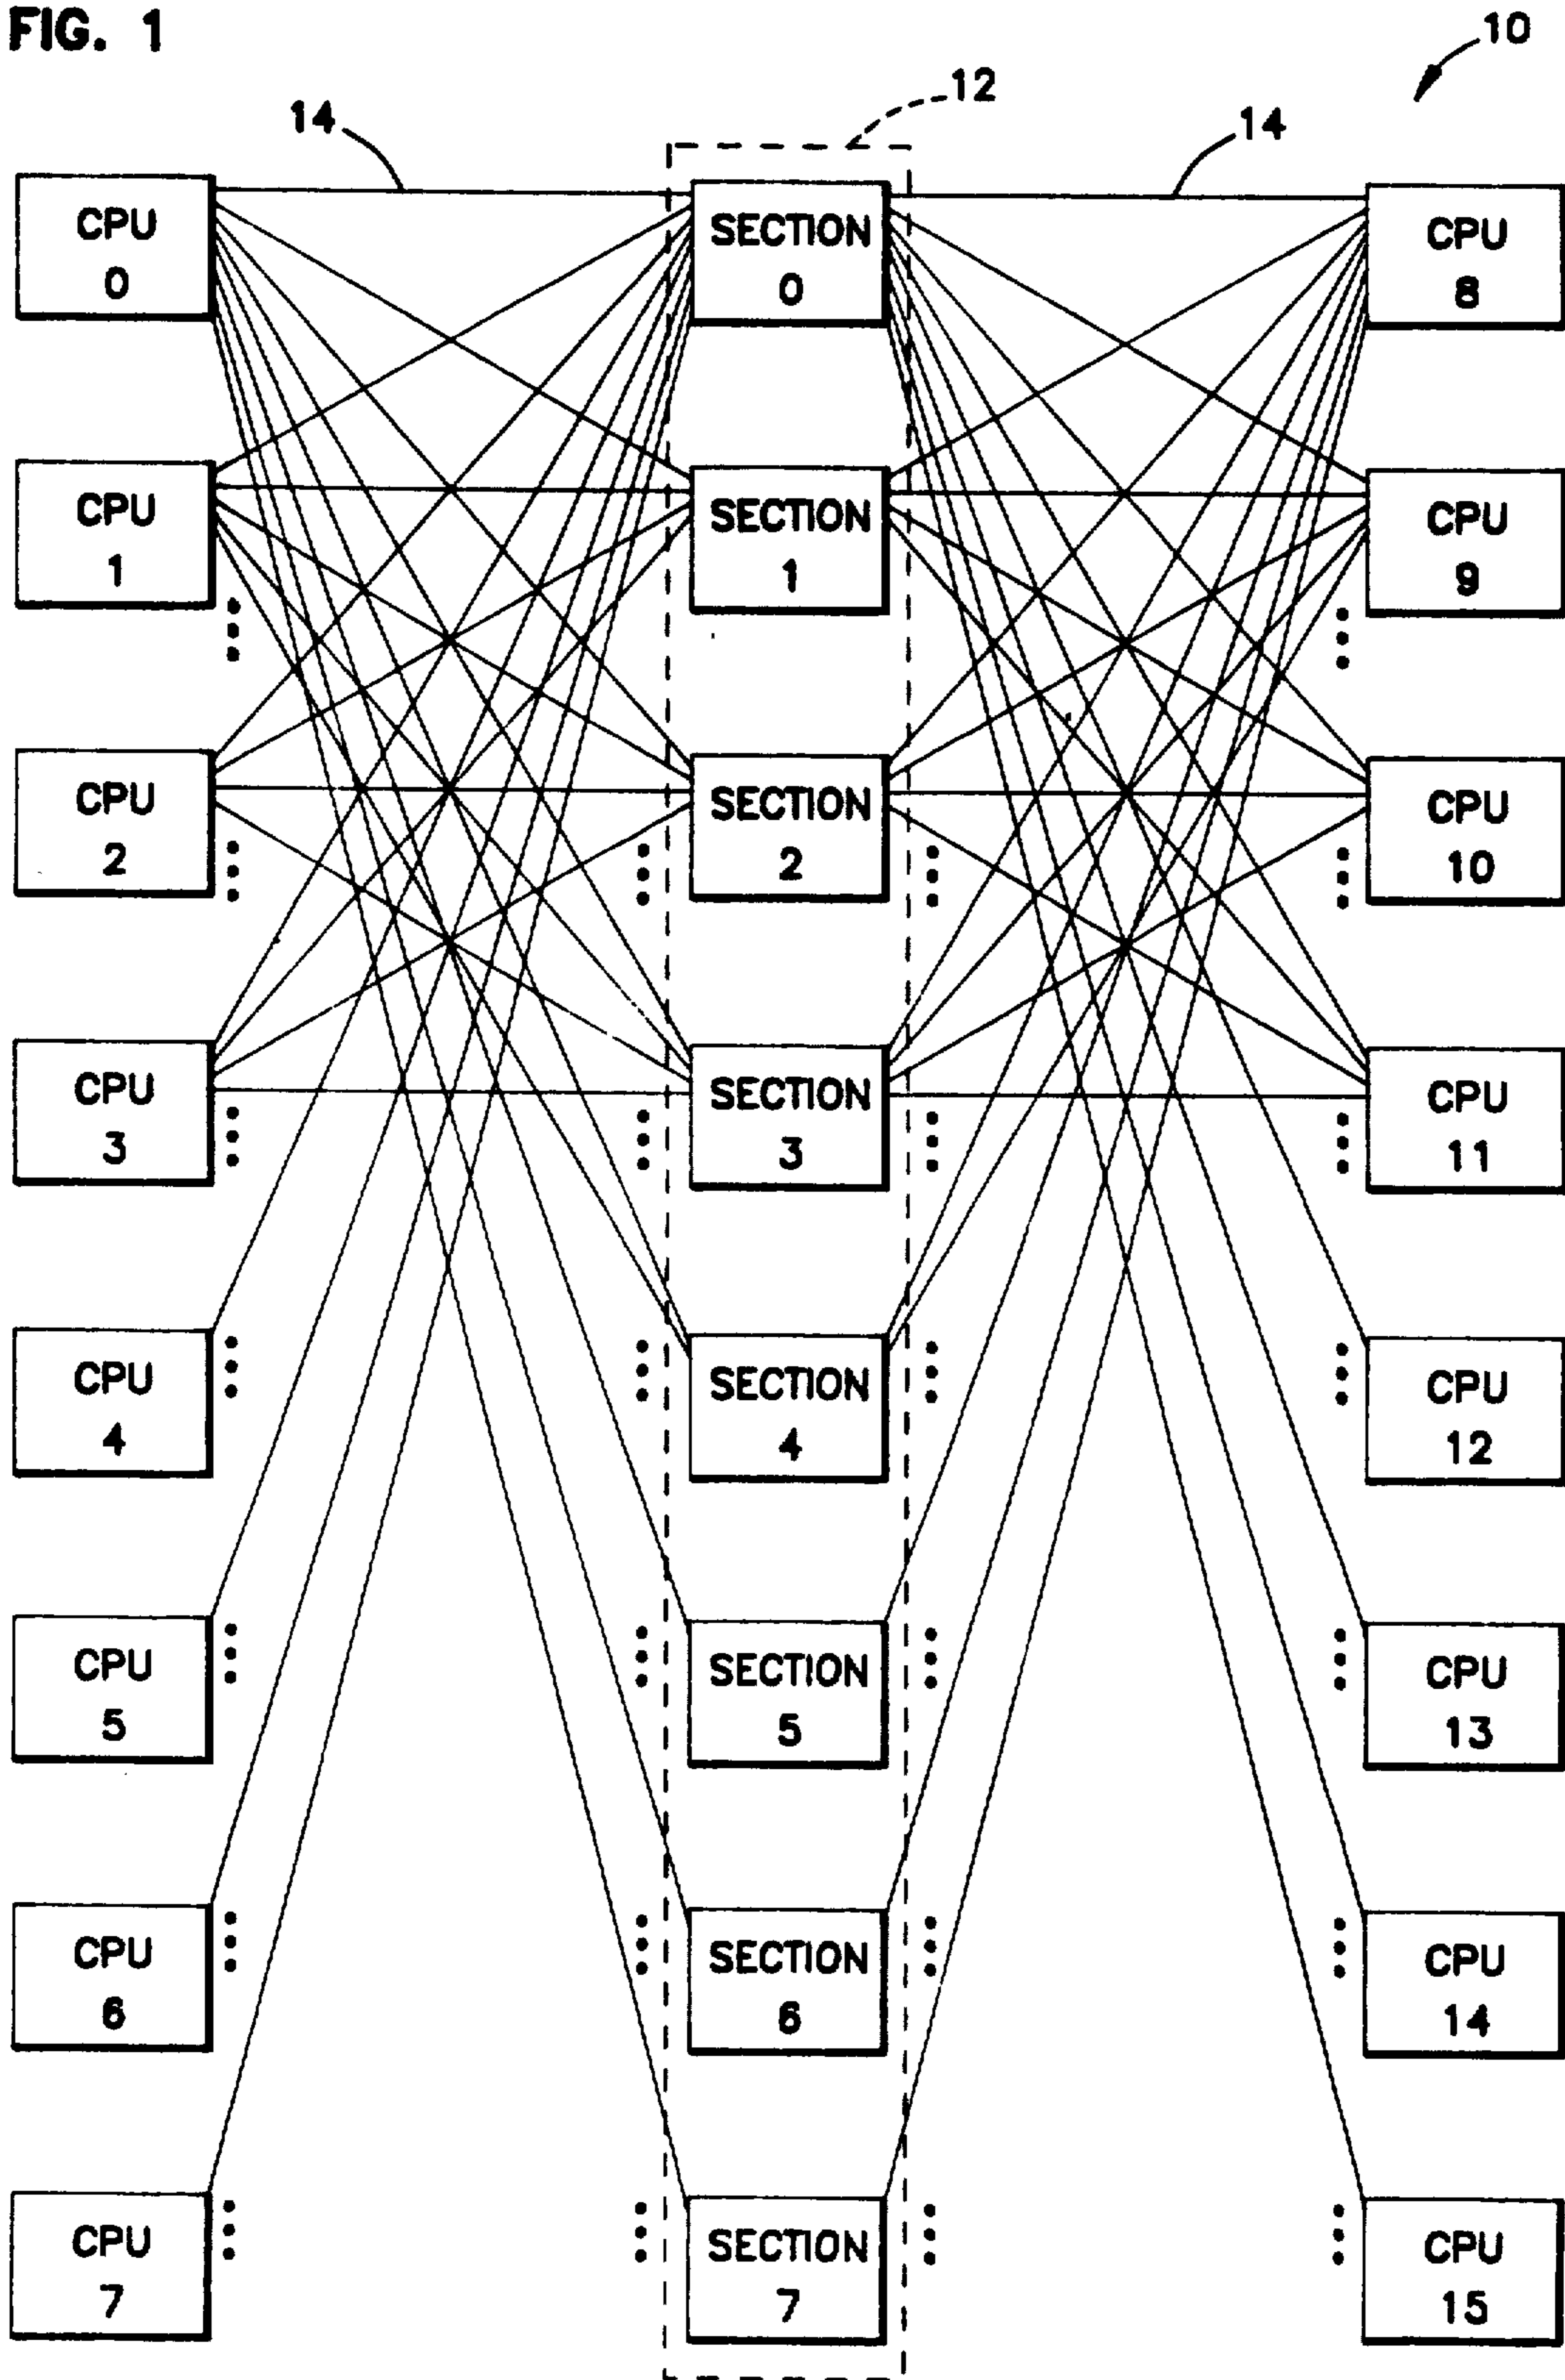 FIG. 1
10
12
14
14
CPU
0
SECTION
0
CPU
8
CPU
1
SECTION
1
CPU
9
CPU
2
SECTION
2
CPU
10
CPU
3
SECTION
3
CPU
11
CPU
4
SECTION
4
CPU
12
CPU
5
SECTION
5
CPU
13
CPU
6
SECTION
6
CPU
14
CPU
7
SECTION
7
CPU
15